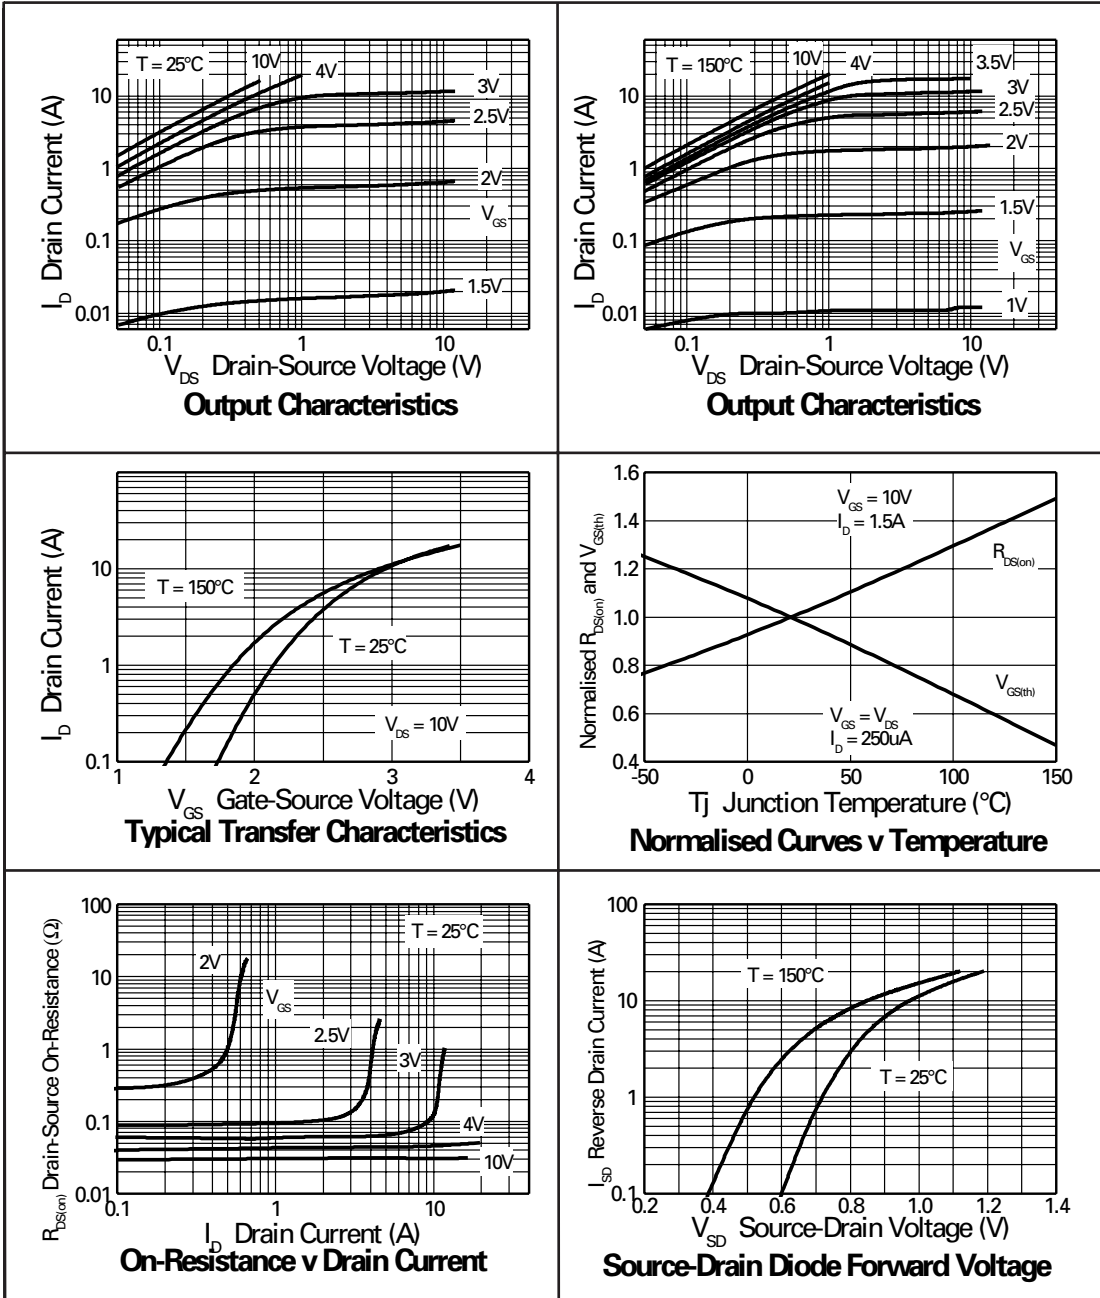 T = 25°C
10V
4V
3V
2.5V
2V
V_GS
1.5V
10
1
0.1
0.01
I_D Drain Current (A)
0.1
1
10
V_DS Drain-Source Voltage (V)
Output Characteristics
T = 150°C
10V
4V
3.5V
3V
2.5V
2V
1.5V
V_GS
1V
10
1
0.1
0.01
I_D Drain Current (A)
0.1
1
10
V_DS Drain-Source Voltage (V)
Output Characteristics
10
1
0.1
I_D Drain Current (A)
T = 150°C
T = 25°C
V_DS = 10V
1
2
3
4
V_GS Gate-Source Voltage (V)
Typical Transfer Characteristics
1.6
1.4
1.2
1.0
0.8
0.6
0.4
Normalised R_DS(on) and V_GS(th)
V_GS = 10V
I_D = 1.5A
R_DS(on)
V_GS(th)
V_GS = V_DS
I_D = 250uA
-50
0
50
100
150
Tj Junction Temperature (°C)
Normalised Curves v Temperature
100
10
1
0.1
0.01
R_DS(on) Drain-Source On-Resistance (Ω)
T = 25°C
2V
V_GS
2.5V
3V
4V
10V
0.1
1
10
I_D Drain Current (A)
On-Resistance v Drain Current
100
10
1
0.1
I_SD Reverse Drain Current (A)
T = 150°C
T = 25°C
0.2
0.4
0.6
0.8
1.0
1.2
1.4
V_SD Source-Drain Voltage (V)
Source-Drain Diode Forward Voltage